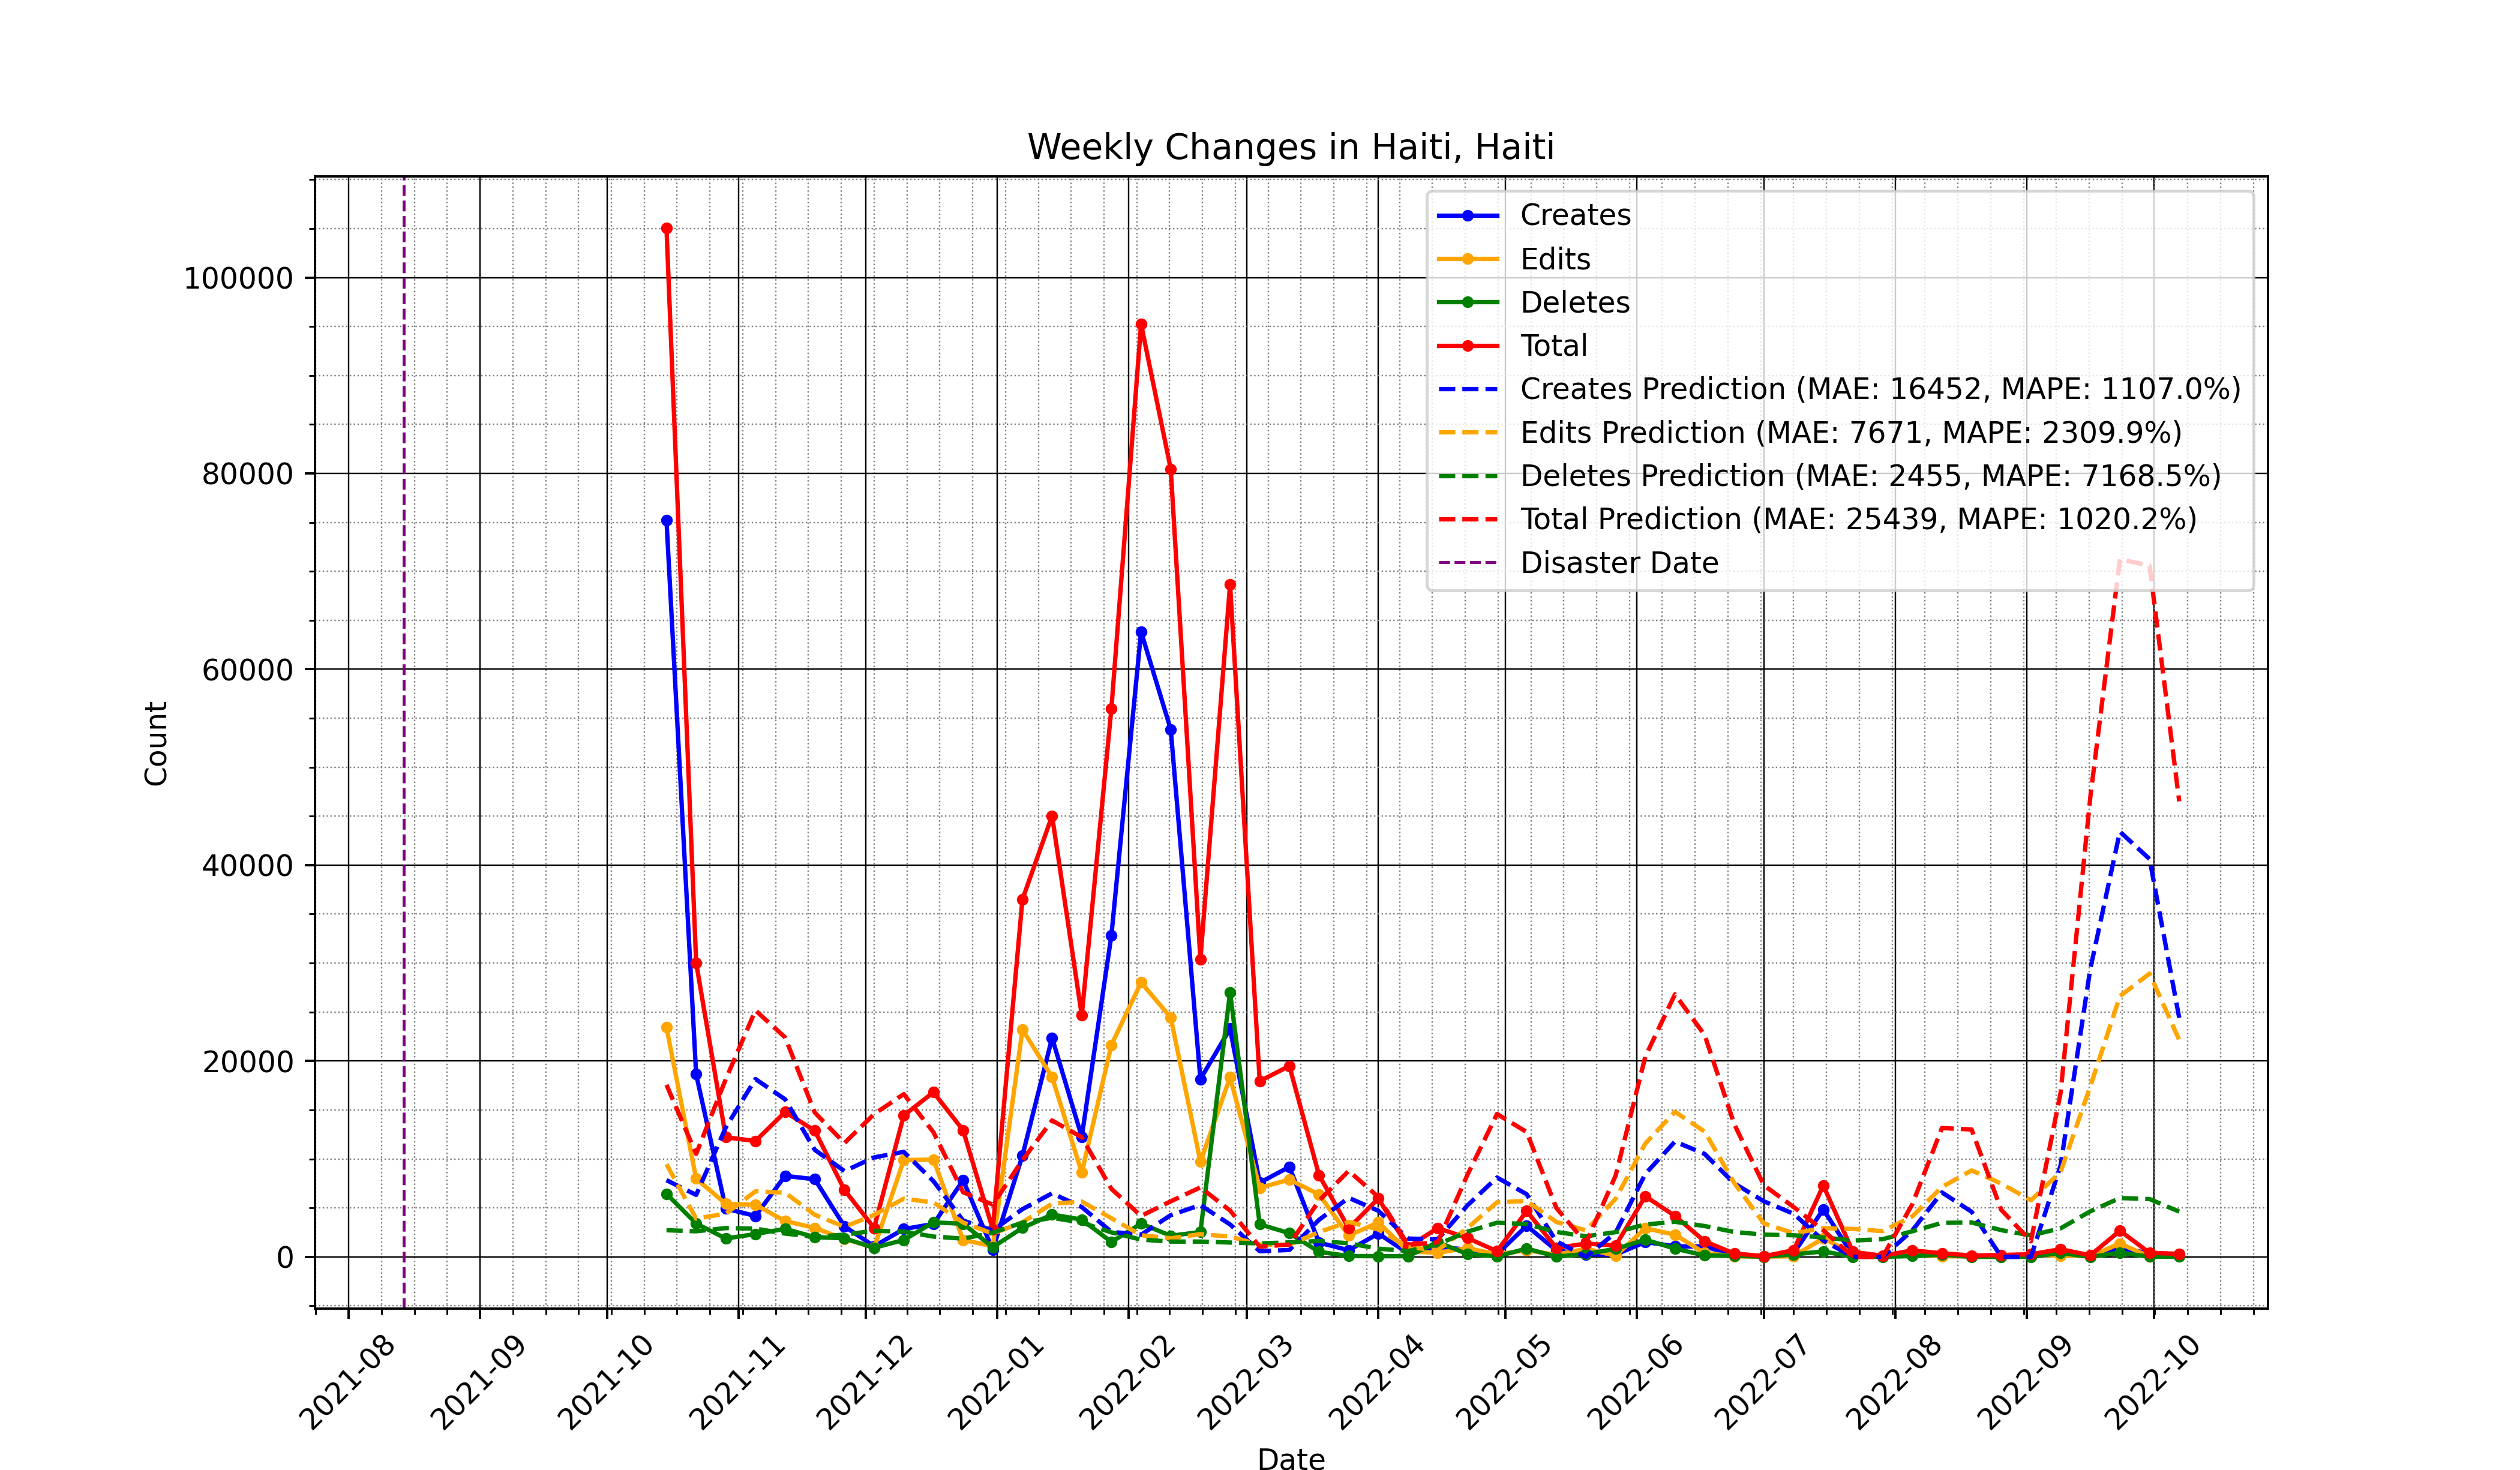 Weekly Changes in Haiti, Haiti
Creates
Edits
Deletes
Total
Creates Prediction (MAE: 16452, MAPE: 1107.0%)
Edits Prediction (MAE: 7671, MAPE: 2309.9%)
Deletes Prediction (MAE: 2455, MAPE: 7168.5%)
Total Prediction (MAE: 25439, MAPE: 1020.2%)
Disaster Date
Count
100000
80000
60000
40000
20000
0
2021-08
2021-09
2021-10
2021-11
2021-12
2022-01
2022-02
2022-03
2022-04
2022-05
2022-06
2022-07
2022-08
2022-09
2022-10
Date